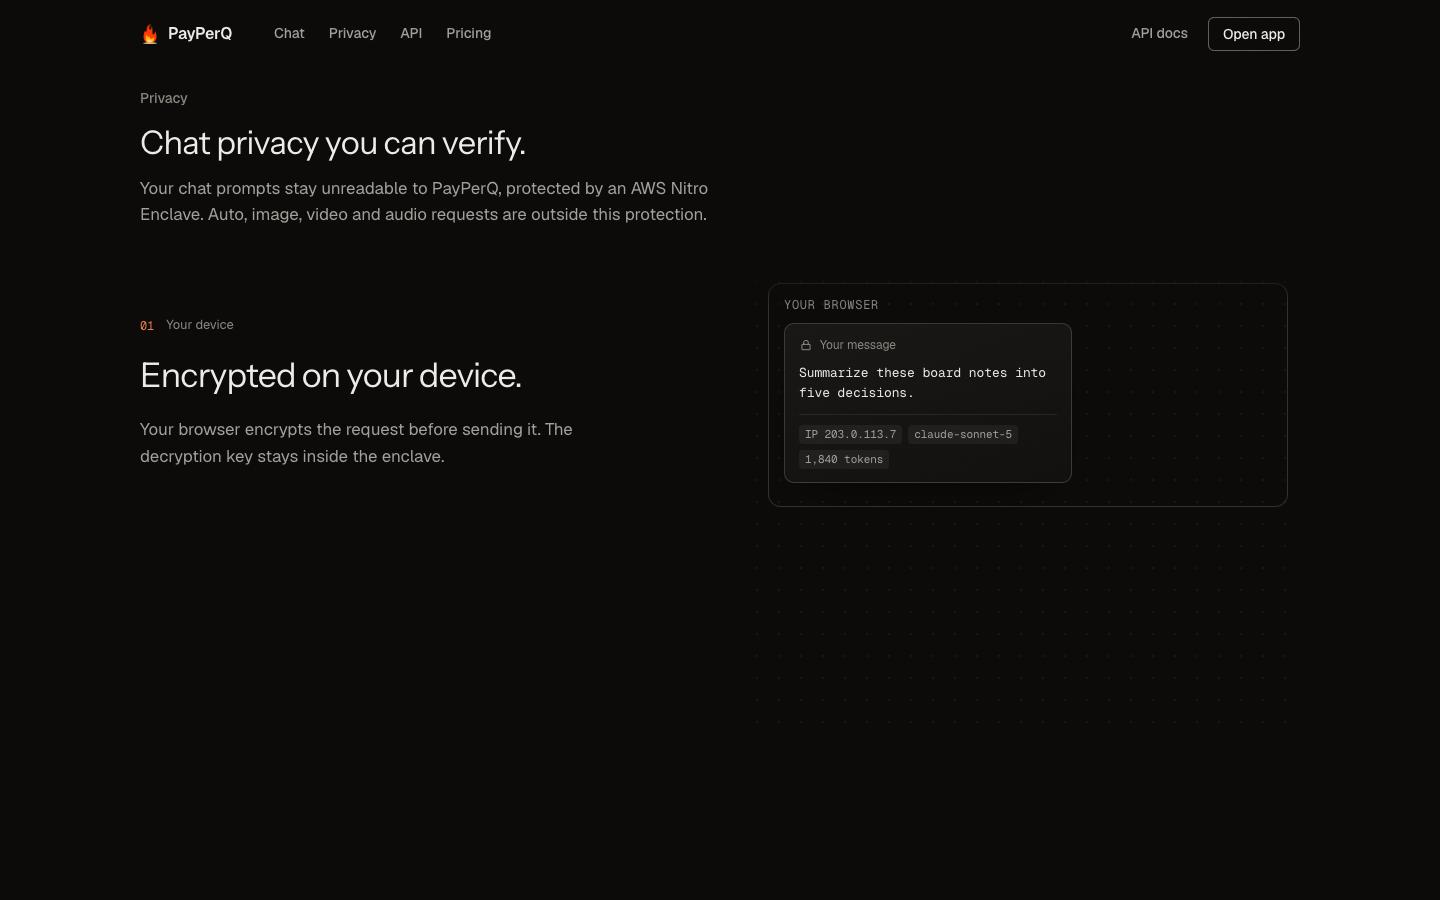 PayPerQ
Chat
Privacy
API
Pricing
API docs
Open app
Privacy
Chat privacy you can verify.
Your chat prompts stay unreadable to PayPerQ, protected by an AWS Nitro
Enclave. Auto, image, video and audio requests are outside this protection.
01 Your device
Encrypted on your device.
Your browser encrypts the request before sending it. The
decryption key stays inside the enclave.
YOUR BROWSER
Your message
Summarize these board notes into
five decisions.
IP 203.0.113.7 claude-sonnet-5
1,840 tokens